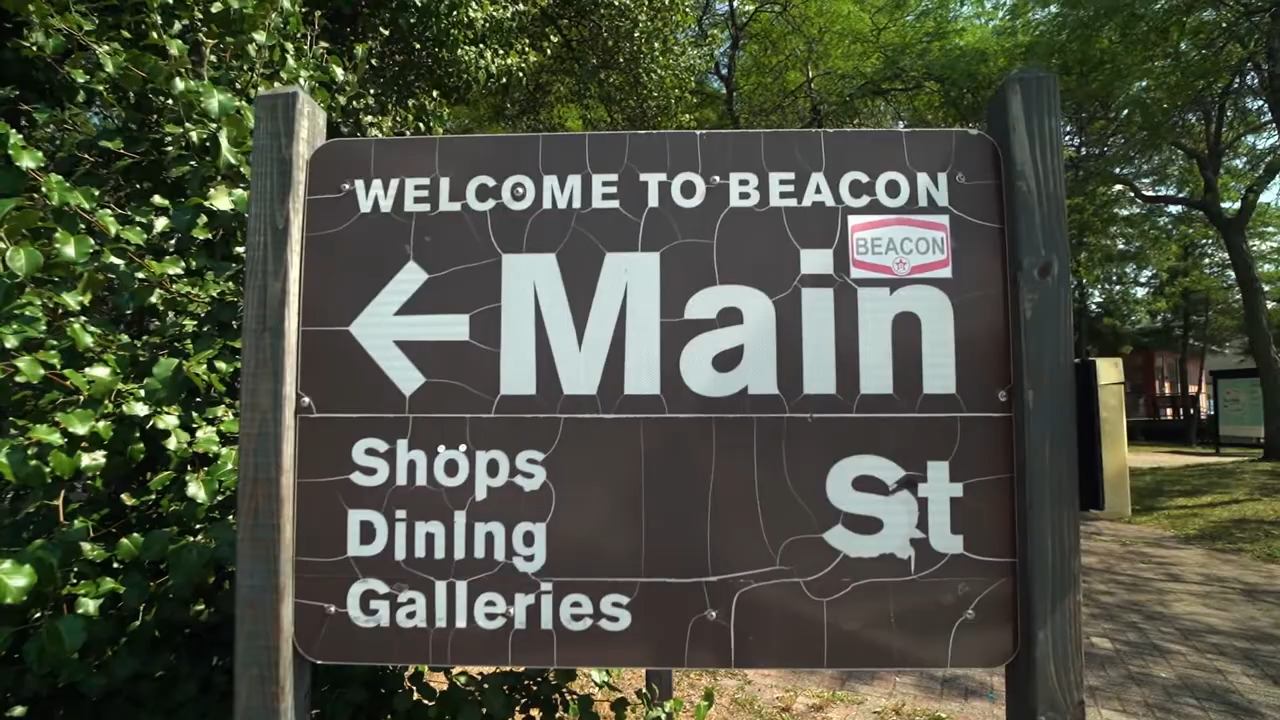 WELCOME TO BEACON
BEACON
← Main
St
Shops
Dining
Galleries